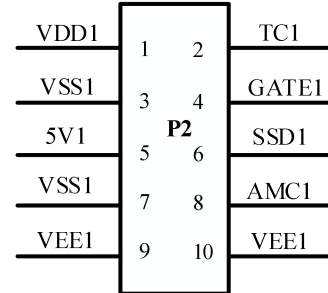 VDD1 1 2 TC1
VSS1 3 4 GATE1
P2
5V1 5 6 SSD1
VSS1 7 8 AMC1
VEE1 9 10 VEE1